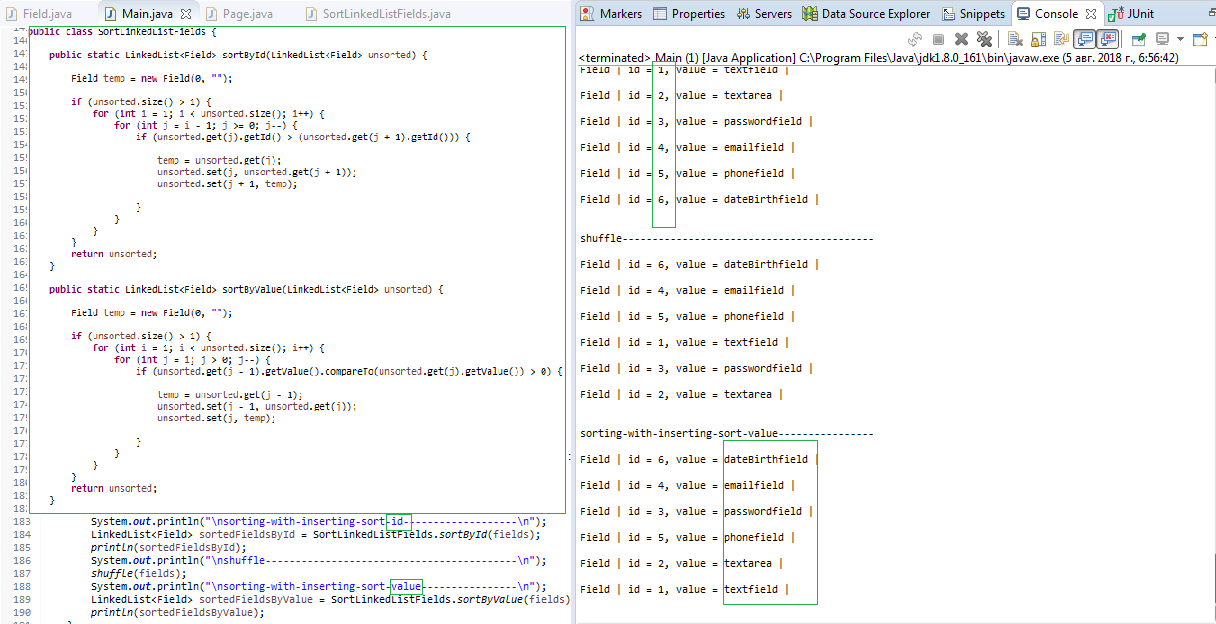 Field.java
Main.java
Page.java
SortLinkedListFields.java
public class SortLinkedListFields {
public static LinkedList<Field> sortById(LinkedList<Field> unsorted) {
Field temp = new Field(0, "");
if (unsorted.size() > 1) {
for (int i = 1; i < unsorted.size(); i++) {
for (int j = i - 1; j >= 0; j--) {
if (unsorted.get(j).getId() > (unsorted.get(j + 1).getId())) {
temp = unsorted.get(j);
unsorted.set(j, unsorted.get(j + 1));
unsorted.set(j + 1, temp);
}
}
}
}
return unsorted;
}
public static LinkedList<Field> sortByValue(LinkedList<Field> unsorted) {
Field temp = new Field(0, "");
if (unsorted.size() > 1) {
for (int i = 1; i < unsorted.size(); i++) {
for (int j = i; j > 0; j--) {
if (unsorted.get(j - 1).getValue().compareTo(unsorted.get(j).getValue()) > 0) {
temp = unsorted.get(j - 1);
unsorted.set(j - 1, unsorted.get(j));
unsorted.set(j, temp);
}
}
}
}
return unsorted;
}
183 System.out.println("\nsorting-with-inserting-sort-id-------------------\n");
184 LinkedList<Field> sortedFieldsById = SortLinkedListFields.sortById(fields);
185 println(sortedFieldsById);
186 System.out.println("\nshuffle------------------------------------------\n");
187 shuffle(fields);
188 System.out.println("\nsorting-with-inserting-sort-value----------------\n");
189 LinkedList<Field> sortedFieldsByValue = SortLinkedListFields.sortByValue(fields)
190 println(sortedFieldsByValue);
Markers
Properties
Servers
Data Source Explorer
Snippets
Console
JUnit
<terminated> Main (1) [Java Application] C:\Program Files\Java\jdk1.8.0_161\bin\javaw.exe (5 авг. 2018 г., 6:56:42)
Field | id = 1, value = textfield |
Field | id = 2, value = textarea |
Field | id = 3, value = passwordfield |
Field | id = 4, value = emailfield |
Field | id = 5, value = phonefield |
Field | id = 6, value = dateBirthfield |
shuffle------------------------------------------
Field | id = 6, value = dateBirthfield |
Field | id = 4, value = emailfield |
Field | id = 5, value = phonefield |
Field | id = 1, value = textfield |
Field | id = 3, value = passwordfield |
Field | id = 2, value = textarea |
sorting-with-inserting-sort-value----------------
Field | id = 6, value = dateBirthfield |
Field | id = 4, value = emailfield |
Field | id = 3, value = passwordfield |
Field | id = 5, value = phonefield |
Field | id = 2, value = textarea |
Field | id = 1, value = textfield |